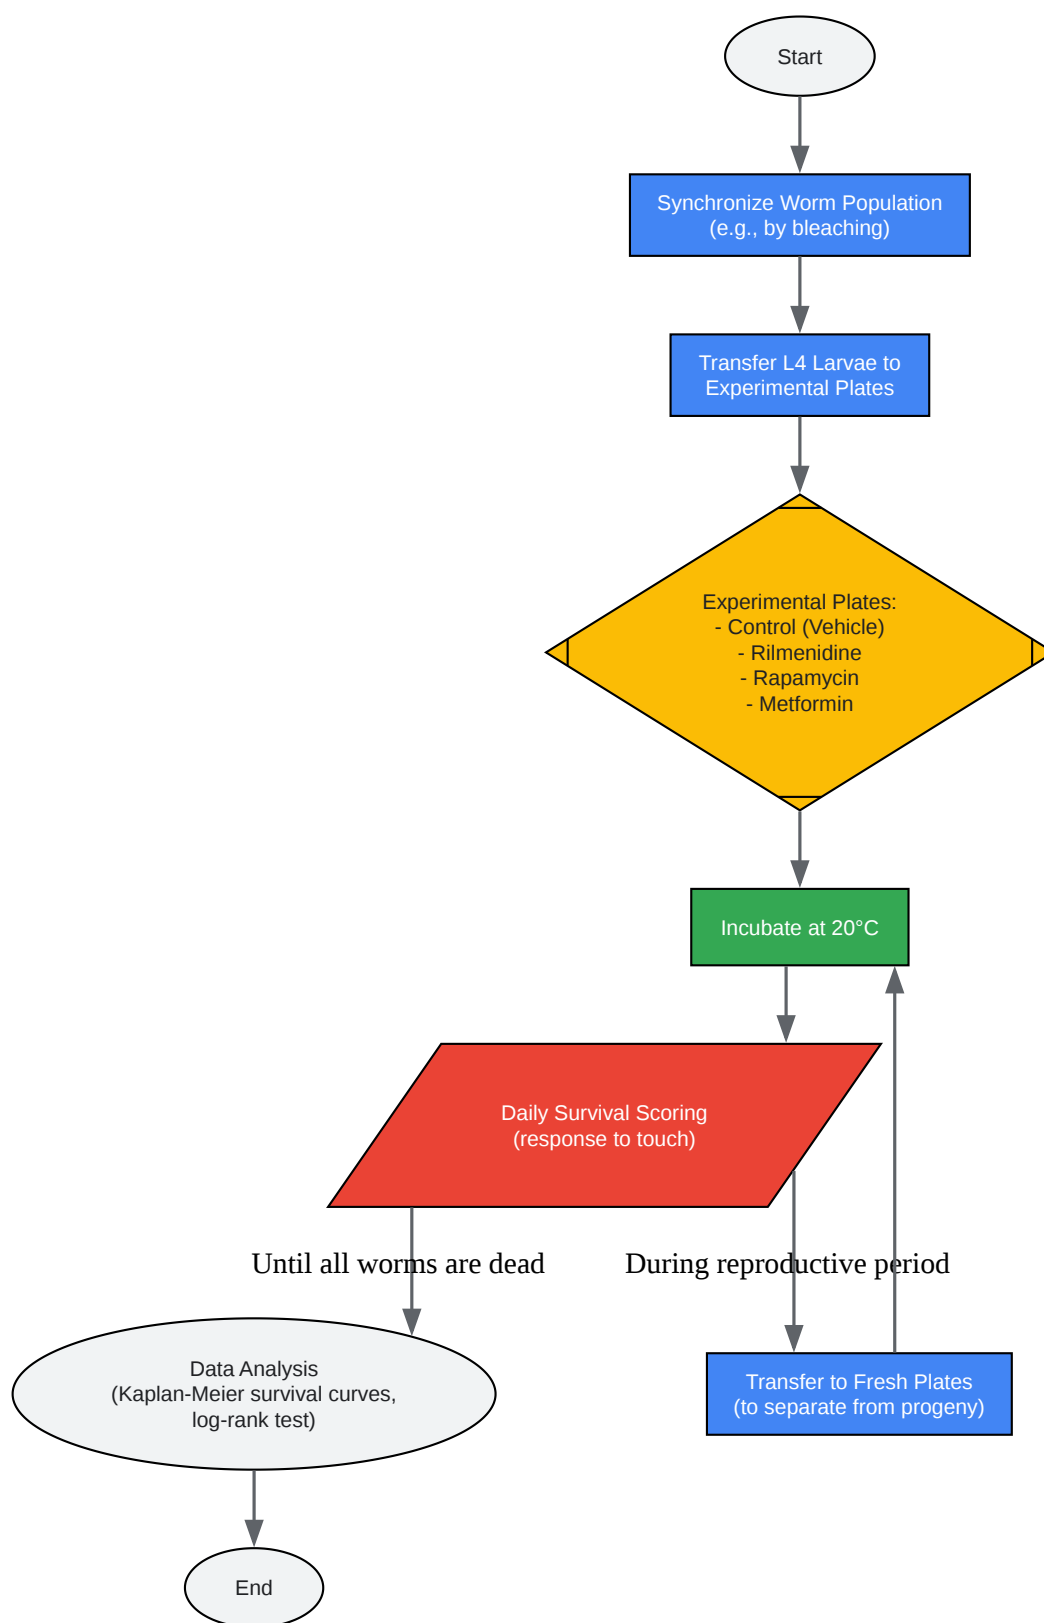 Start
Synchronize Worm Population
(e.g., by bleaching)
Transfer L4 Larvae to
Experimental Plates
Experimental Plates:
- Control (Vehicle)
- Rilmenidine
- Rapamycin
- Metformin
Incubate at 20°C
Daily Survival Scoring
(response to touch)
Until all worms are dead
During reproductive period
Data Analysis
(Kaplan-Meier survival curves,
log-rank test)
Transfer to Fresh Plates
(to separate from progeny)
End